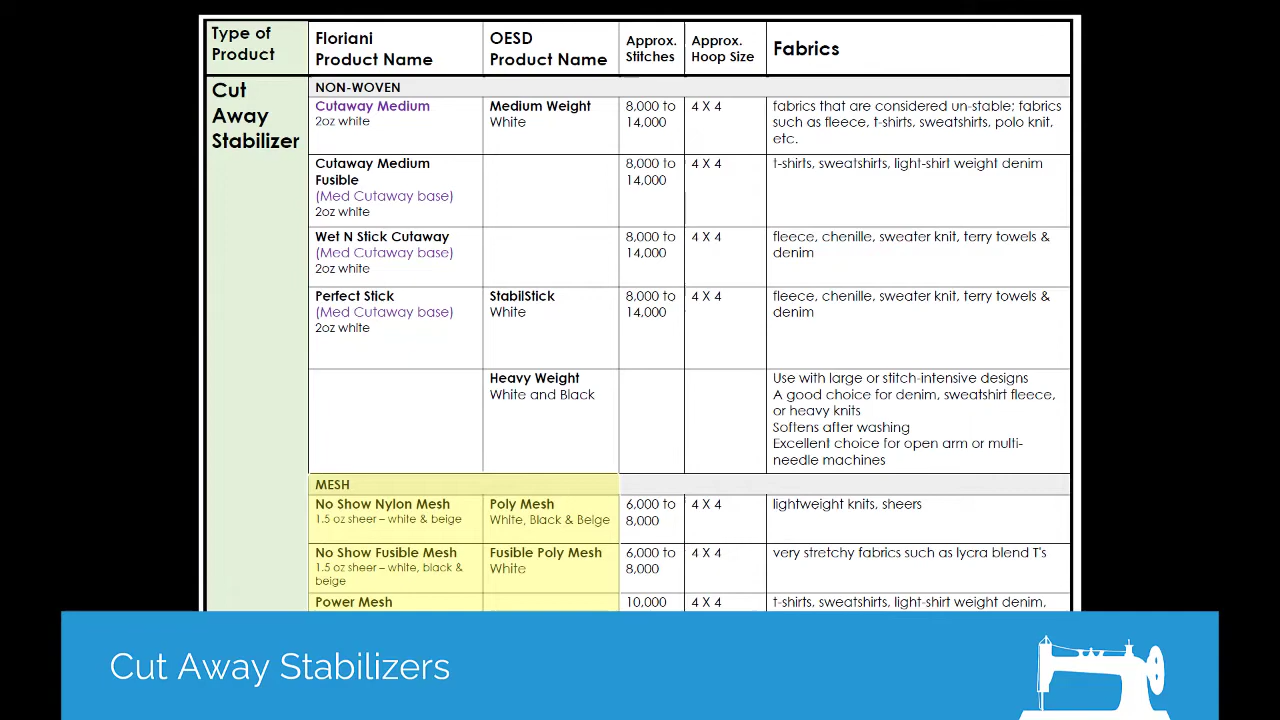 Type of
Product
Floriani
Product Name
OESD
Product Name
Approx.
Stitches
Approx.
Hoop Size
Fabrics
Cut
Away
Stabilizer
NON-WOVEN
Cutaway Medium
2oz white
Medium Weight
White
8,000 to
14,000
4 X 4
fabrics that are considered un-stable; fabrics
such as fleece, t-shirts, sweatshirts, polo knit,
etc.
Cutaway Medium
Fusible
(Med Cutaway base)
2oz white
8,000 to
14,000
4 X 4
t-shirts, sweatshirts, light-shirt weight denim
Wet N Stick Cutaway
(Med Cutaway base)
2oz white
8,000 to
14,000
4 X 4
fleece, chenille, sweater knit, terry towels &
denim
Perfect Stick
(Med Cutaway base)
2oz white
StabilStick
White
8,000 to
14,000
4 X 4
fleece, chenille, sweater knit, terry towels &
denim
Heavy Weight
White and Black
Use with large or stitch-intensive designs
A good choice for denim, sweatshirt fleece,
or heavy knits
Softens after washing
Excellent choice for open arm or multi-
needle machines
MESH
No Show Nylon Mesh
1.5 oz sheer – white & beige
Poly Mesh
White, Black & Beige
6,000 to
8,000
4 X 4
lightweight knits, sheers
No Show Fusible Mesh
1.5 oz sheer – white, black &
beige
Fusible Poly Mesh
White
6,000 to
8,000
4 X 4
very stretchy fabrics such as lycra blend T's
Power Mesh
10,000
4 X 4
t-shirts, sweatshirts, light-shirt weight denim,
Cut Away Stabilizers